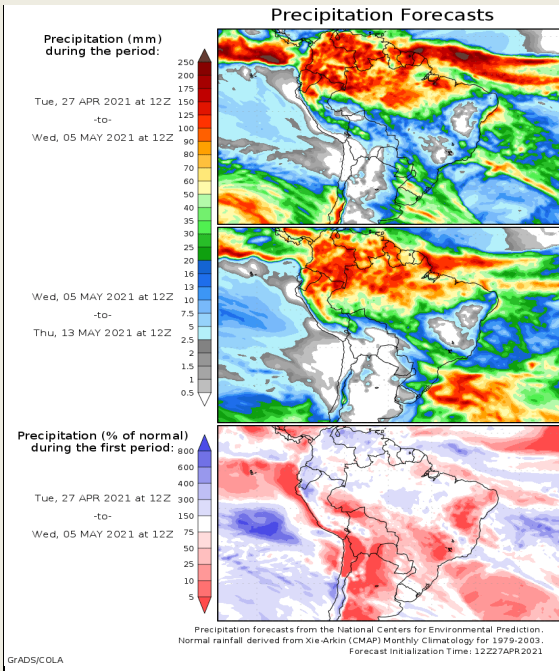 Precipitation Forecasts
Precipitation (mm)
during the period:
Tue, 27 APR 2021 at 12Z
-to-
Wed, 05 MAY 2021 at 12Z
250
200
175
150
125
100
90
80
70
60
50
40
35
30
25
20
16
13
10
7.5
5
2.5
2
1.5
1
0.5
Wed, 05 MAY 2021 at 12Z
-to-
Thu, 13 MAY 2021 at 12Z
Precipitation (% of normal)
during the first period:
Tue, 27 APR 2021 at 12Z
-to-
Wed, 05 MAY 2021 at 12Z
800
600
400
300
150
75
50
25
10
5
Precipitation forecasts from the National Centers for Environmental Prediction.
Normal rainfall derived from Xie-Arkin (CMAP) Monthly Climatology for 1979-2003.
Forecast Initialization Time: 12Z27APR2021
GrADS/COLA